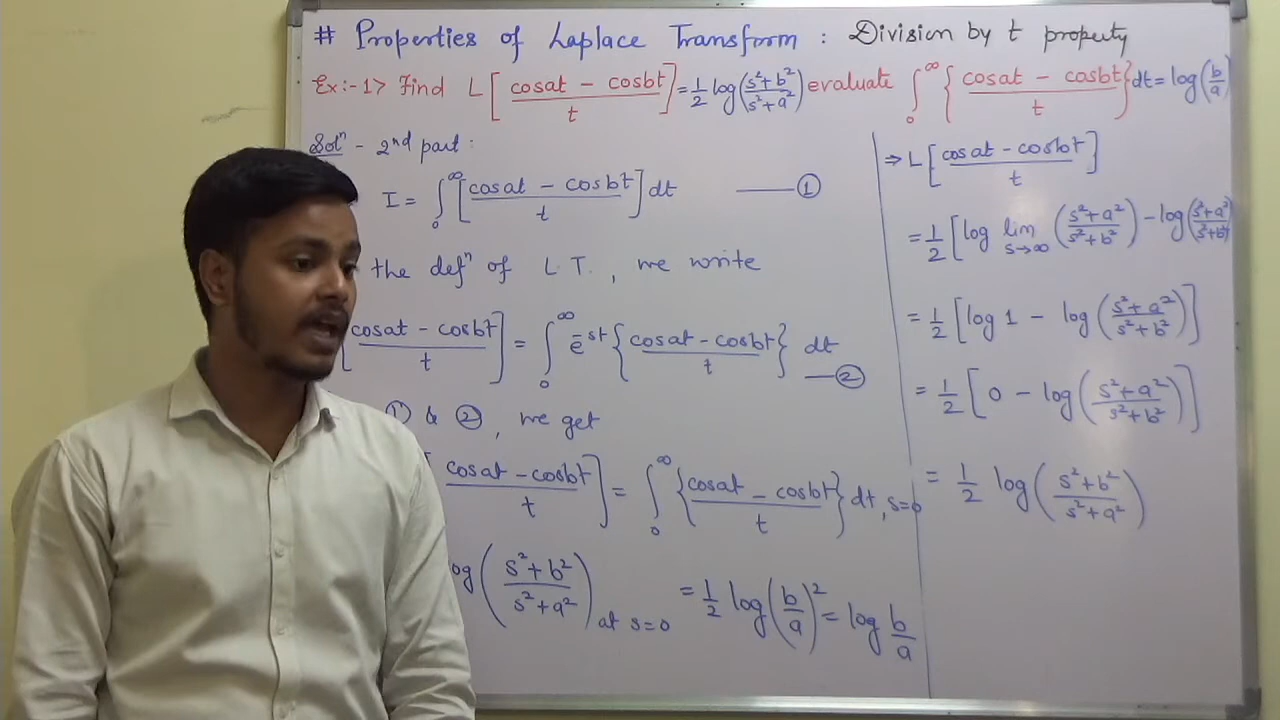 # Properties of Laplace Transform : Division by t property
Ex:-1> Find L[(cosat - cosbt)/t] = 1/2 log((s²+b²)/(s²+a²)) evaluate ∫₀^∞ {(cosat - cosbt)/t} dt = log(b/a)
Solⁿ - 2nd part :
I = ∫₀^∞ [(cosat - cosbt)/t] dt ——— ①
the defⁿ of L.T., we write
[(cosat - cosbt)/t] = ∫₀^∞ e^-st {(cosat - cosbt)/t} dt —②
① & ②, we get
(cosat - cosbt)/t] = ∫₀^∞ {(cosat - cosbt)/t} dt, s=0
log((s²+b²)/(s²+a²)) at s=0 = 1/2 log(b/a)² = log b/a
⇒ L[(cosat - cosbt)/t]
= 1/2 [log lim s→∞ ((s²+a²)/(s²+b²)) - log((s²+a²)/(s²+b²)
= 1/2 [log 1 - log((s²+a²)/(s²+b²))]
= 1/2 [0 - log((s²+a²)/(s²+b²))]
= 1/2 log((s²+b²)/(s²+a²))